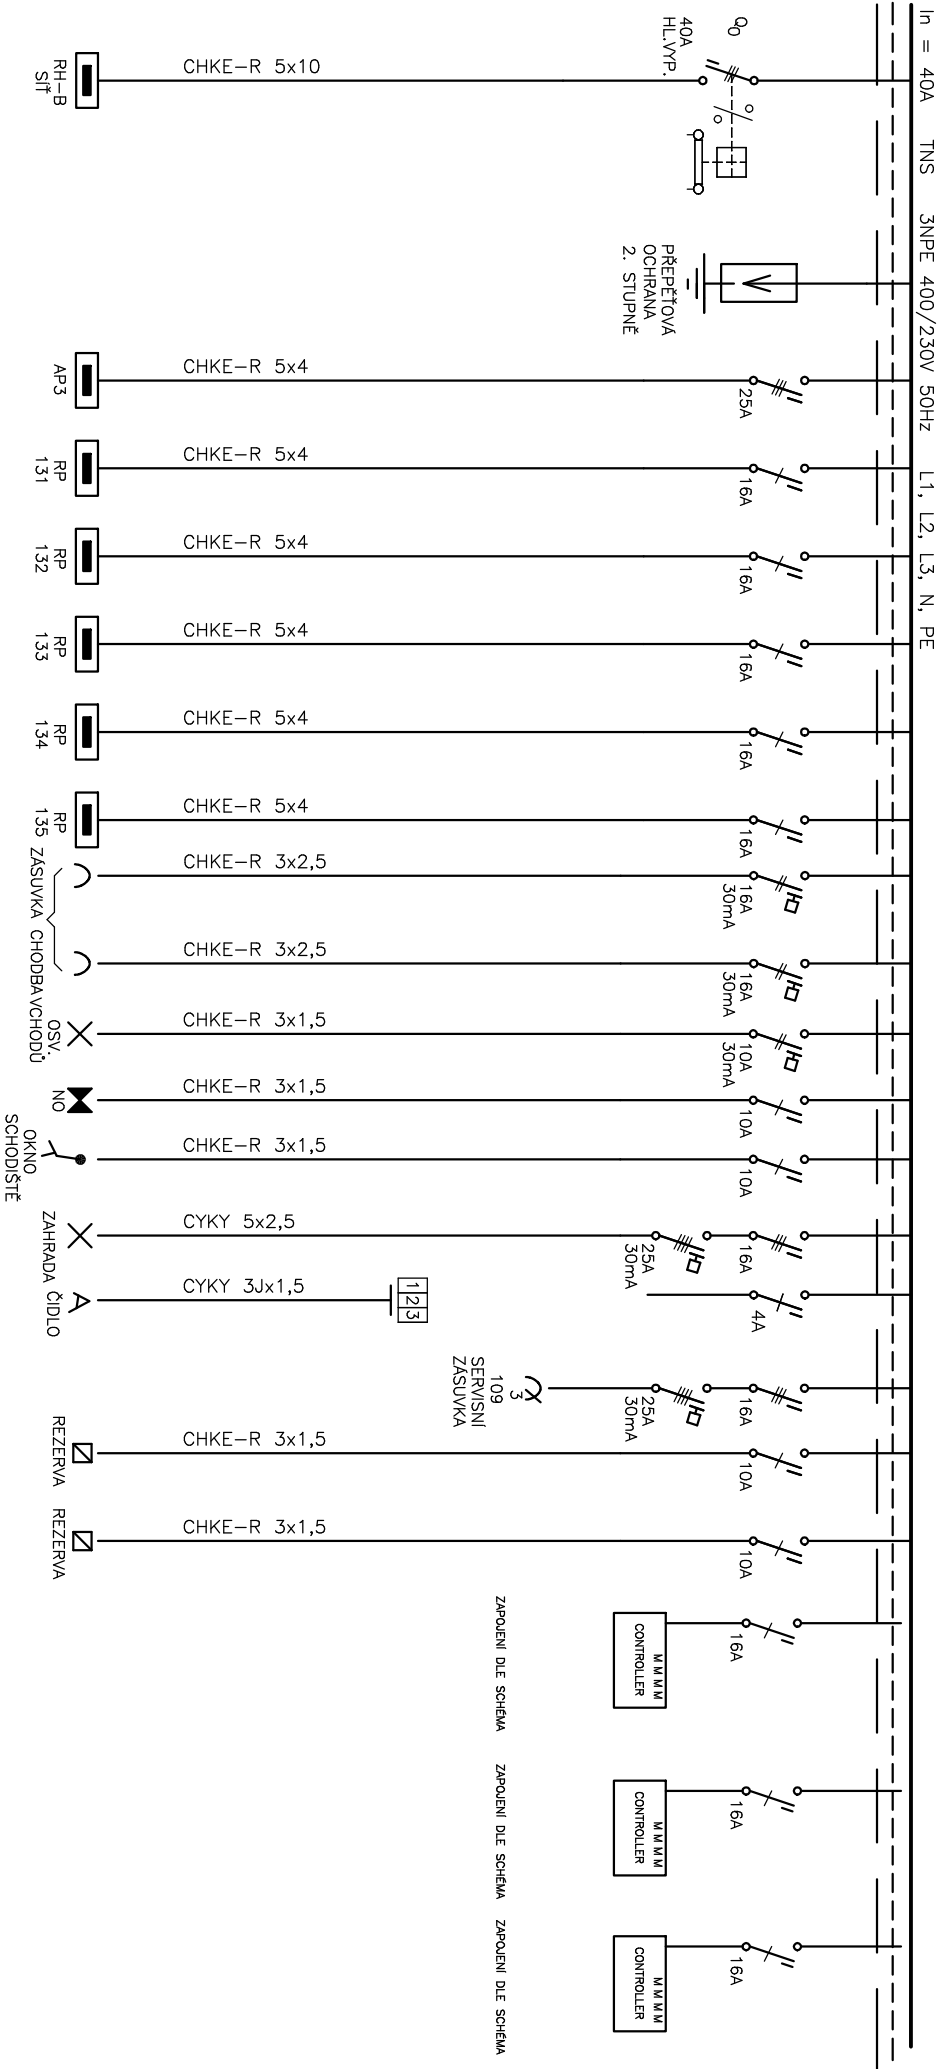 In = 40A TNS 3NPE 400/230V 50Hz L1, L2, L3, N, PE
Q0
40A
HL.VYP.
CHKE-R 5x10
RH-B
SÍŤ
PŘEPĚŤOVÁ
OCHRANA
2. STUPNĚ
25A
CHKE-R 5x4
AP3
16A
CHKE-R 5x4
RP
131
16A
CHKE-R 5x4
RP
132
16A
CHKE-R 5x4
RP
133
16A
CHKE-R 5x4
RP
134
16A
CHKE-R 5x4
RP
135
16A
30mA
CHKE-R 3x2,5
16A
30mA
CHKE-R 3x2,5
ZÁSUVKA CHODBA
10A
30mA
CHKE-R 3x1,5
OSV.
VCHODŮ
10A
CHKE-R 3x1,5
NO
10A
CHKE-R 3x1,5
OKNO
SCHODIŠTĚ
16A
25A
30mA
CYKY 5x2,5
ZAHRADA
4A
1 2 3
CYKY 3Jx1,5
ČIDLO
16A
25A
30mA
3
109
SERVISNÍ
ZÁSUVKA
10A
CHKE-R 3x1,5
REZERVA
10A
CHKE-R 3x1,5
REZERVA
16A
M M M M
CONTROLLER
ZAPOJENÍ DLE SCHÉMA
16A
M M M M
CONTROLLER
ZAPOJENÍ DLE SCHÉMA
16A
M M M M
CONTROLLER
ZAPOJENÍ DLE SCHÉMA